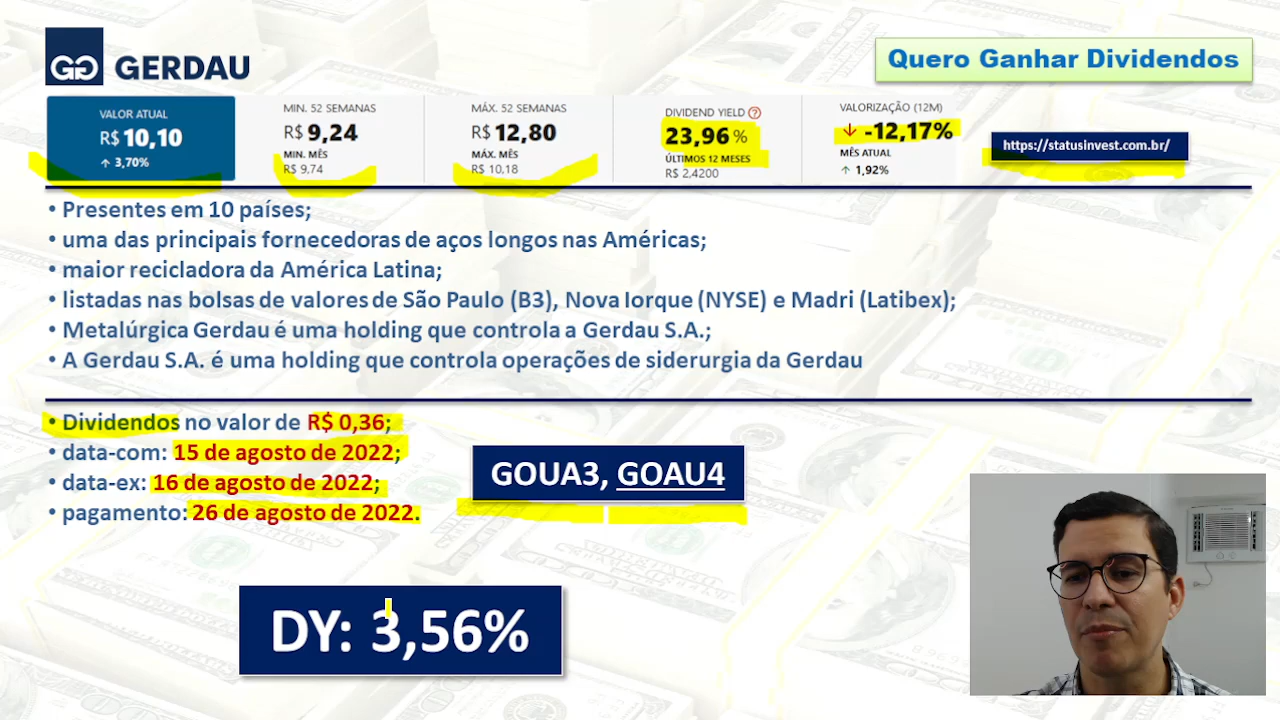 GG GERDAU
Quero Ganhar Dividendos
VALOR ATUAL
R$ 10,10
↑ 3,70%
MIN. 52 SEMANAS
R$ 9,24
MIN. MÊS
R$ 9,74
MÁX. 52 SEMANAS
R$ 12,80
MÁX. MÊS
R$ 10,18
DIVIDEND YIELD ?
23,96 %
ÚLTIMOS 12 MESES
R$ 2,4200
VALORIZAÇÃO (12M)
↓ -12,17%
MÊS ATUAL
↑ 1,92%
https://statusinvest.com.br/
• Presentes em 10 países;
• uma das principais fornecedoras de aços longos nas Américas;
• maior recicladora da América Latina;
• listadas nas bolsas de valores de São Paulo (B3), Nova Iorque (NYSE) e Madri (Latibex);
• Metalúrgica Gerdau é uma holding que controla a Gerdau S.A.;
• A Gerdau S.A. é uma holding que controla operações de siderurgia da Gerdau
• Dividendos no valor de R$ 0,36;
• data-com: 15 de agosto de 2022;
• data-ex: 16 de agosto de 2022;
• pagamento: 26 de agosto de 2022.
GOUA3, GOAU4
DY: 3,56%